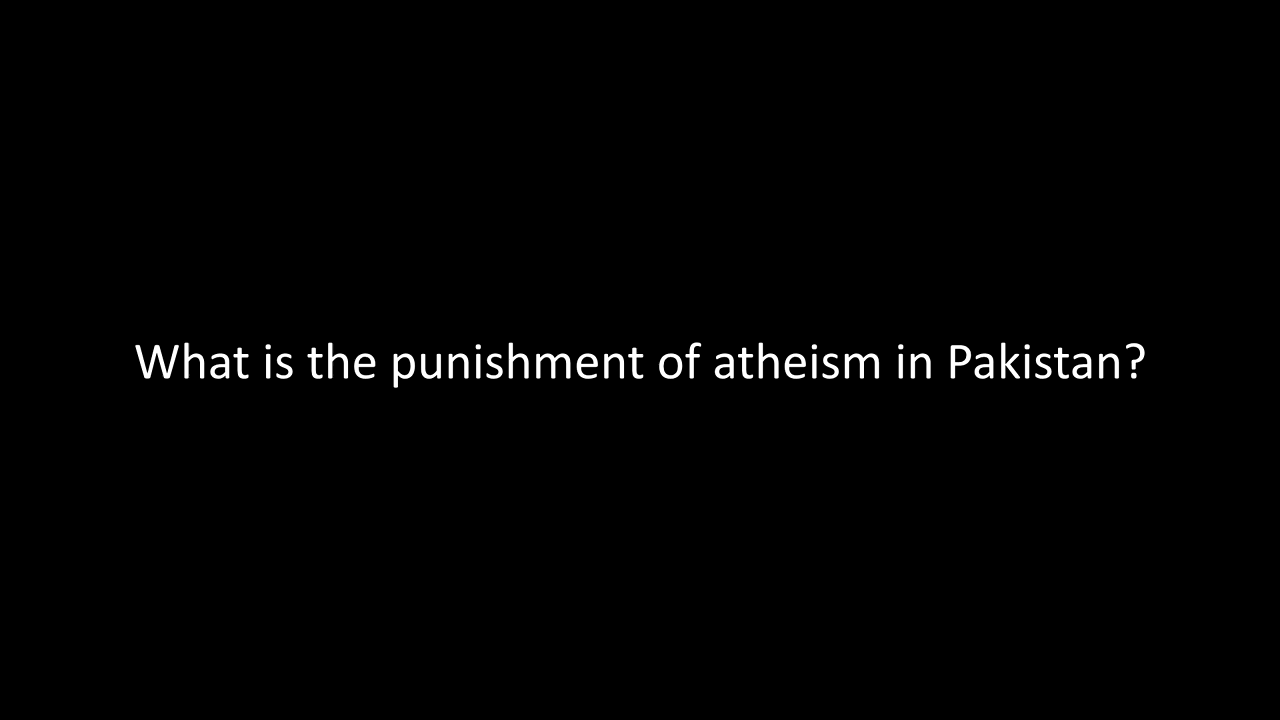 What is the punishment of atheism in Pakistan?